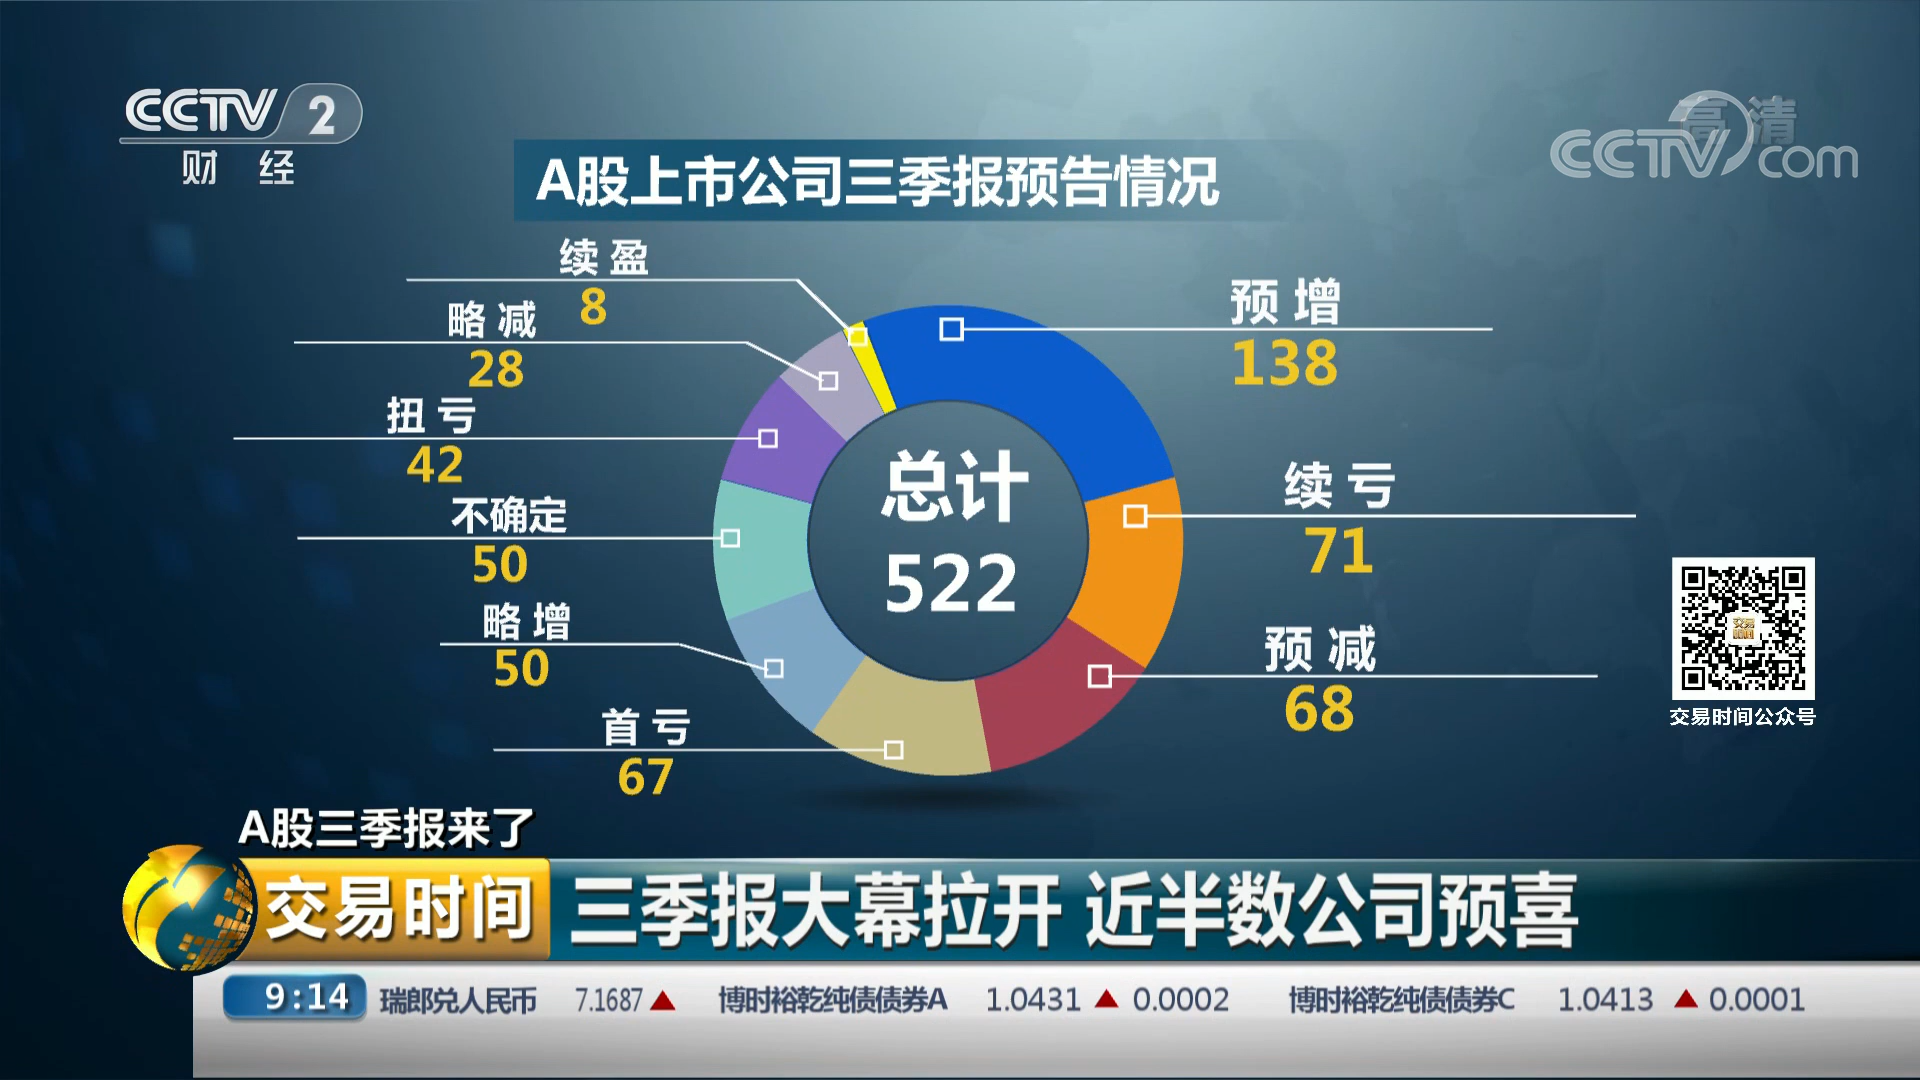 CCTV 2
财 经
高清
CCTV com
A股上市公司三季报预告情况
续盈
8
略减
28
扭亏
42
不确定
50
略增
50
首亏
67
预增
138
续亏
71
预减
68
总计
522
交易时间
交易时间公众号
A股三季报来了
交易时间 三季报大幕拉开 近半数公司预喜
9:14 瑞郎兑人民币 7.1687 ▲ 博时裕乾纯债债券A 1.0431 ▲ 0.0002 博时裕乾纯债债券C 1.0413 ▲ 0.0001